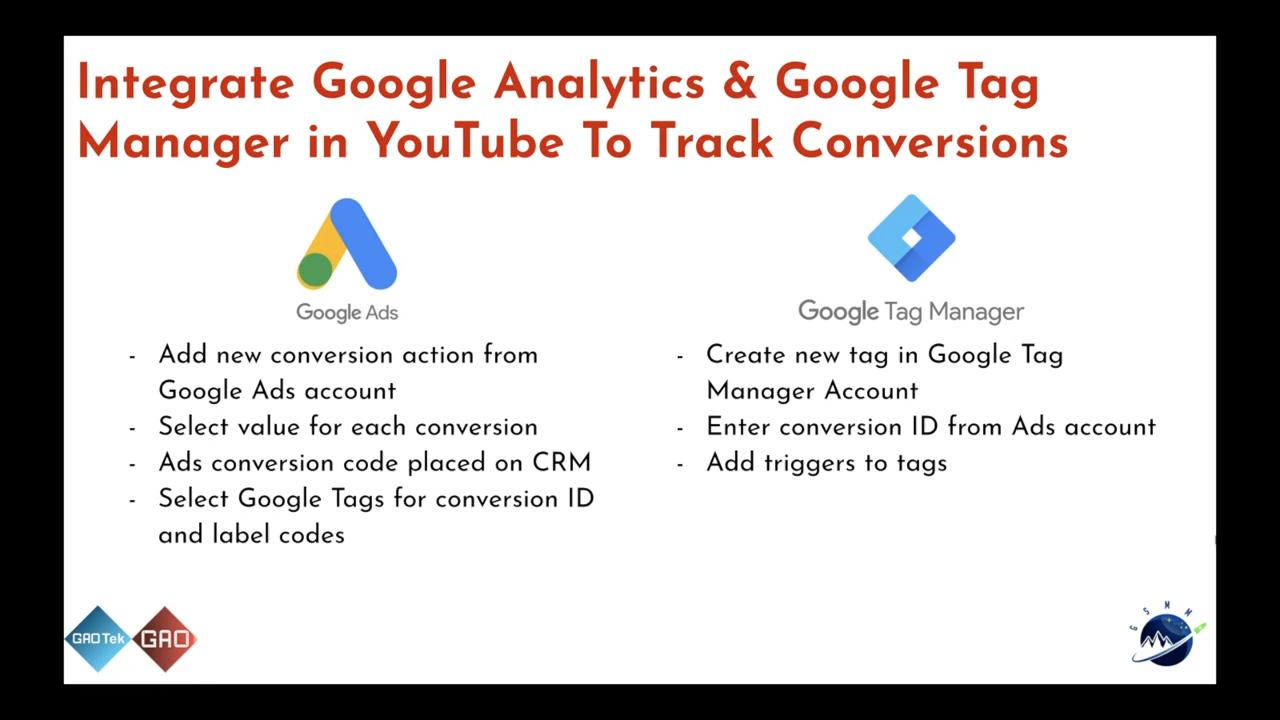 Integrate Google Analytics & Google Tag
Manager in YouTube To Track Conversions
Google Ads
- Add new conversion action from
Google Ads account
- Select value for each conversion
- Ads conversion code placed on CRM
- Select Google Tags for conversion ID
and label codes
Google Tag Manager
- Create new tag in Google Tag
Manager Account
- Enter conversion ID from Ads account
- Add triggers to tags
GAOTek
GAO
GSMM